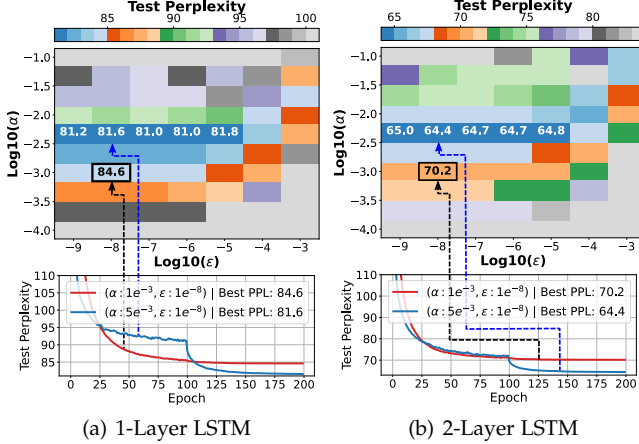 Test Perplexity
85 90 95 100
Log10(α)
−1.0
−1.5
−2.0
−2.5
−3.0
−3.5
−4.0
81.2 81.6 81.0 81.0 81.8
84.6
−9 −8 −7 −6 −5 −4 −3
Log10(ε)
Test Perplexity
110
105
100
95
90
85
(α : 1e⁻³, ε : 1e⁻⁸) | Best PPL: 84.6
(α : 5e⁻³, ε : 1e⁻⁸) | Best PPL: 81.6
0 25 50 75 100 125 150 175 200
Epoch
(a) 1-Layer LSTM
Test Perplexity
65 70 75 80
Log10(α)
−1.0
−1.5
−2.0
−2.5
−3.0
−3.5
−4.0
65.0 64.4 64.7 64.7 64.8
70.2
−9 −8 −7 −6 −5 −4 −3
Log10(ε)
Test Perplexity
110
100
90
80
70
(α : 1e⁻³, ε : 1e⁻⁸) | Best PPL: 70.2
(α : 5e⁻³, ε : 1e⁻⁸) | Best PPL: 64.4
0 25 50 75 100 125 150 175 200
Epoch
(b) 2-Layer LSTM